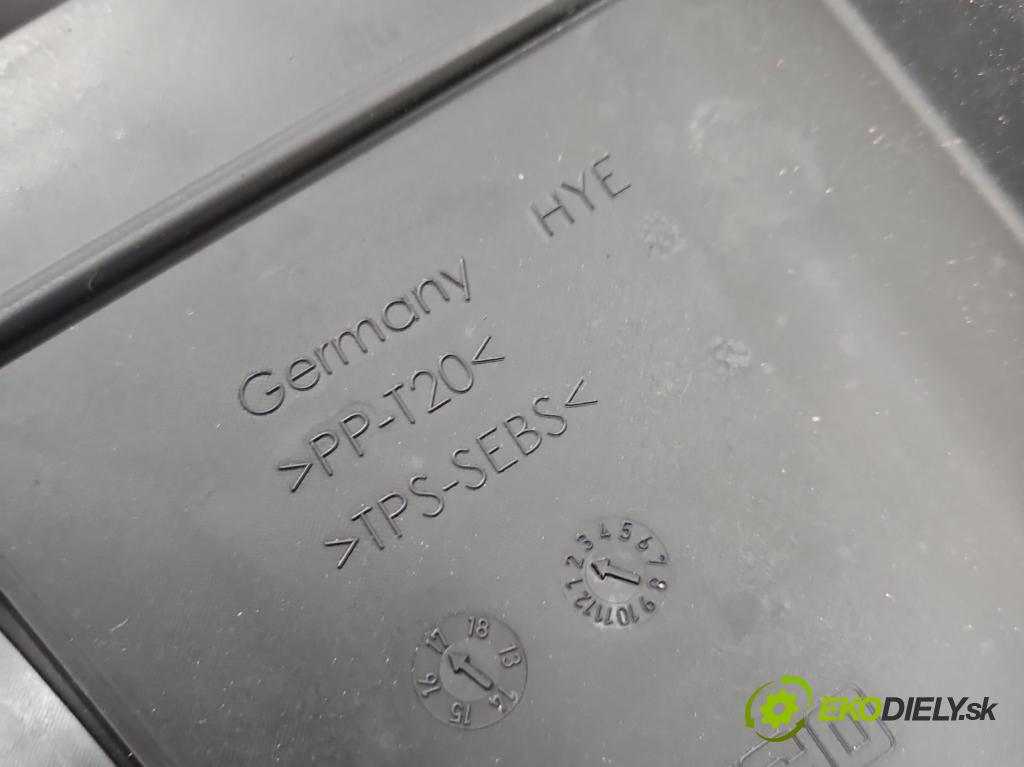 HYE
Germany
>PP-T20<
>TPS-SEBS<
1 2 3 4 5 6 7 8 9 10 11 12
13 14 15 16 17 18
EKODIELY.sk